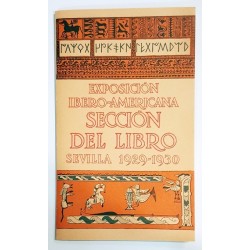 EXPOSICIÓN
IBERO-AMERICANA
SECCIÓN
DEL LIBRO
SEVILLA 1929-1930